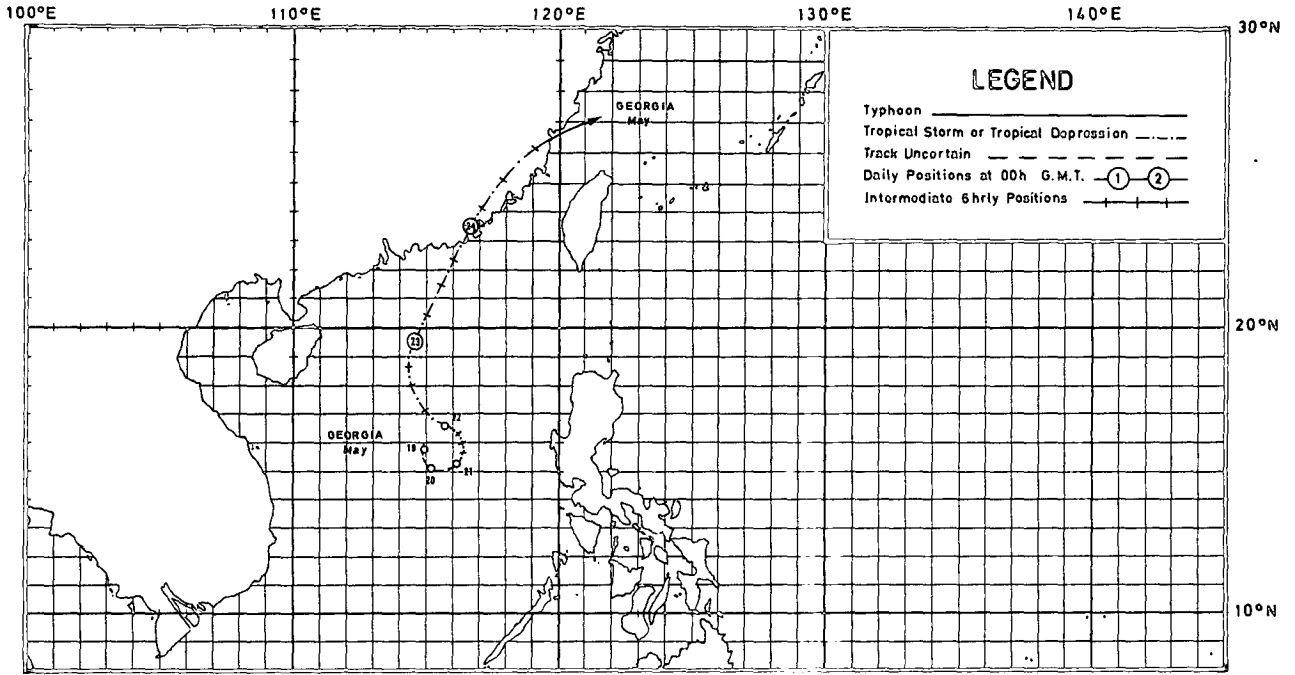 100°E 110°E 120°E 130°E 140°E
30°N
LEGEND
Typhoon
Tropical Storm or Tropical Depression
Track Uncertain
Daily Positions at 00h G.M.T. 1 2
Intermediate 6hrly Positions
GEORGIA
May
24
20°N
23
22
GEORGIA
May
19
21
20
10°N